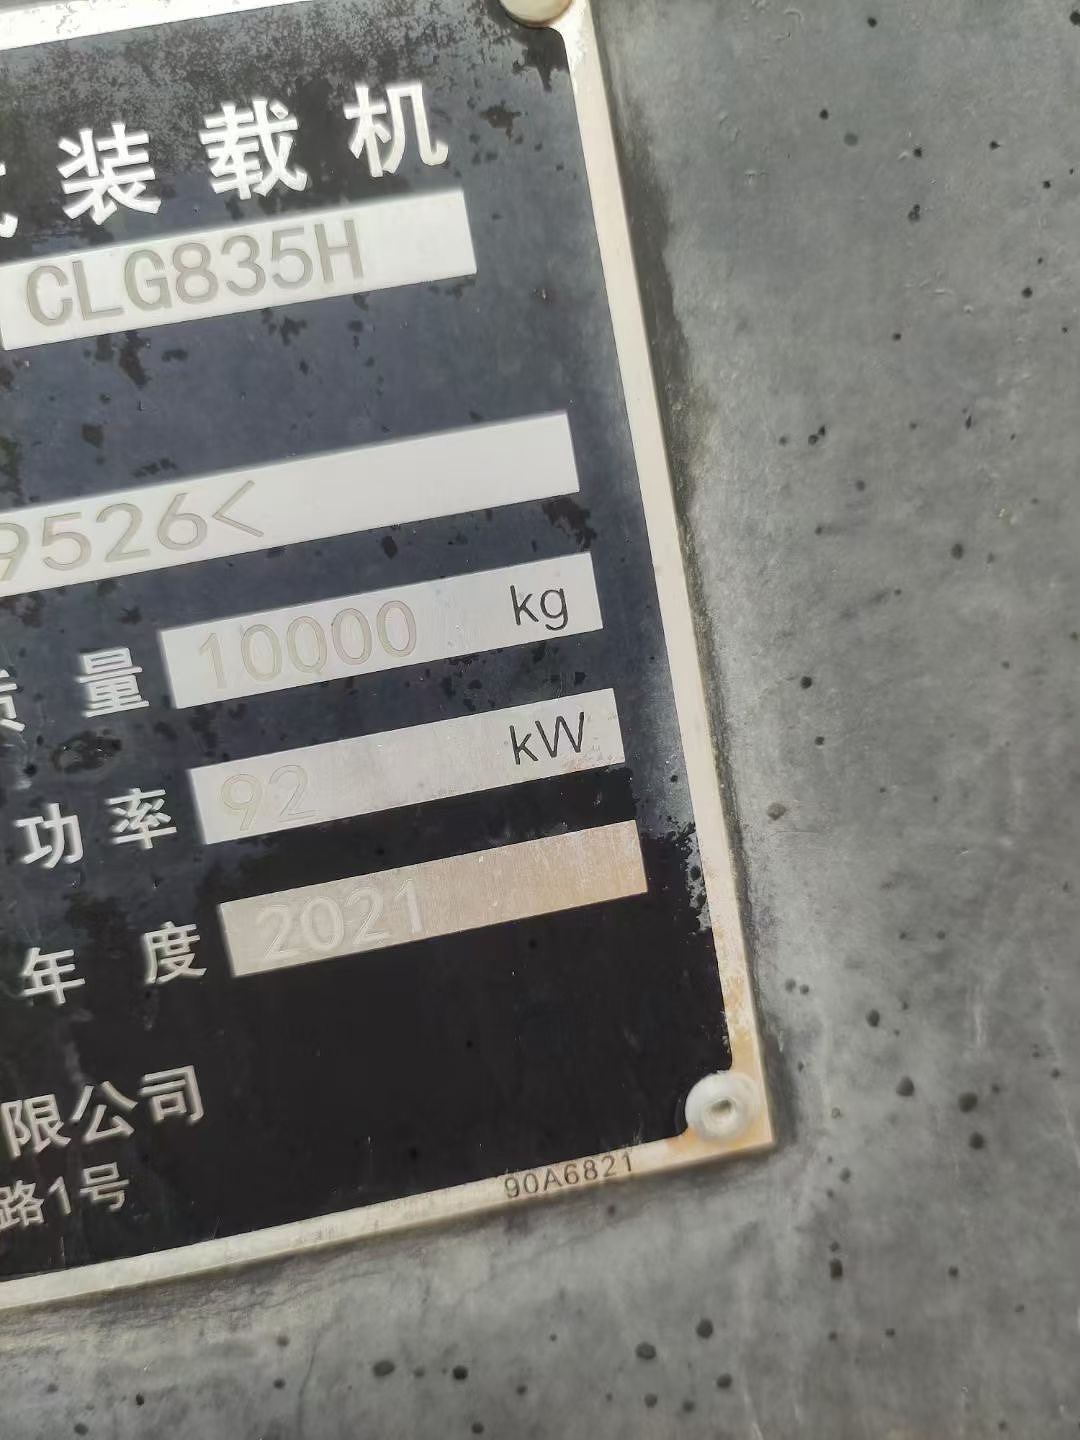 装载机
CLG835H
9526<
质量 10000 kg
功率 92 kW
年度 2021
限公司
路1号
90A6821